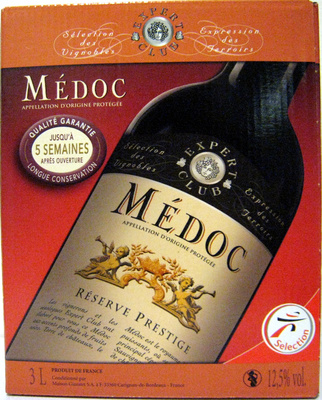 Sélection
des
Vignobles
EXPERT
CLUB
Expression
des
Terroirs
MÉDOC
APPELLATION D'ORIGINE PROTÉGÉE
QUALITÉ GARANTIE
JUSQU'À
5 SEMAINES
APRÈS OUVERTURE
LONGUE CONSERVATION
Sélection
des
Vignobles
EXPERT
CLUB
Expression
des
Terroirs
MÉDOC
APPELLATION D'ORIGINE PROTÉGÉE
RÉSERVE PRESTIGE
Sélection
3 L
PRODUIT DE FRANCE
12,5% vol.